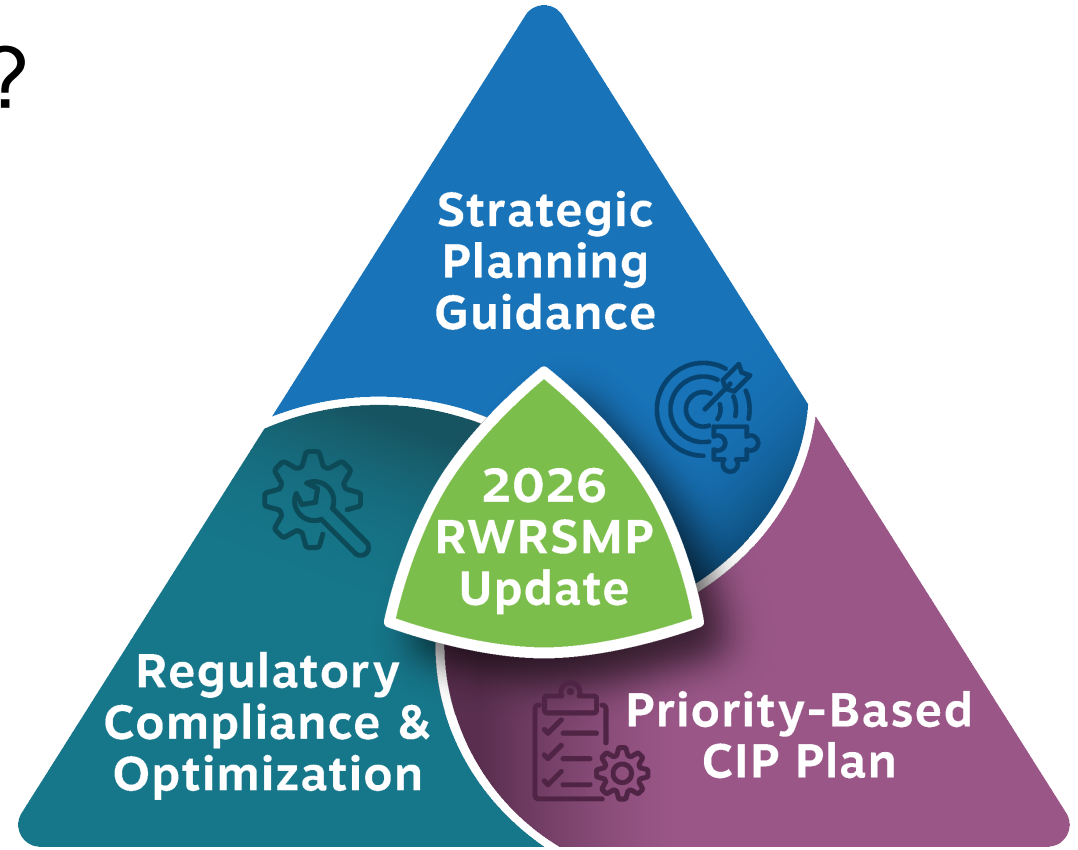 ?
Strategic
Planning
Guidance
2026
RWRSMP
Update
Regulatory
Compliance &
Optimization
Priority-Based
CIP Plan